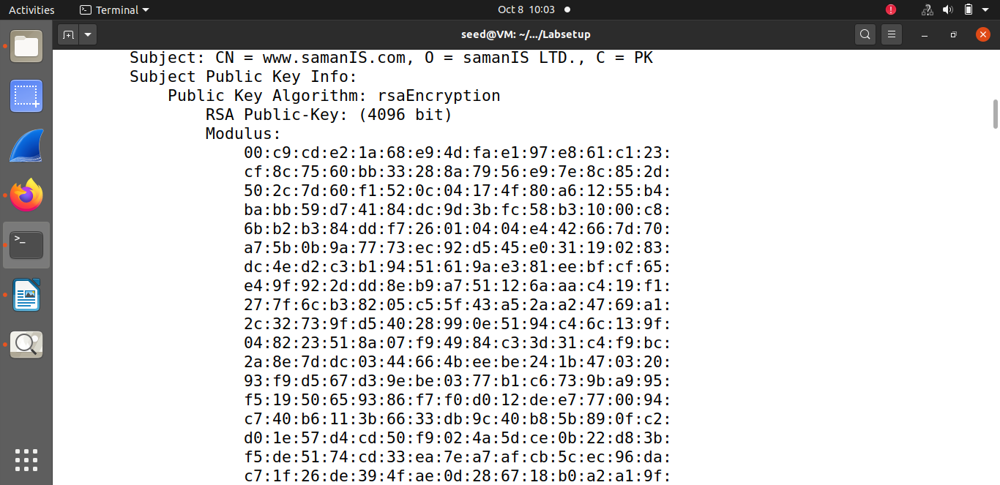 Activities Terminal Oct 8 10:03
seed@VM: ~/.../Labsetup
Subject: CN = www.samanIS.com, O = samanIS LTD., C = PK
Subject Public Key Info:
Public Key Algorithm: rsaEncryption
RSA Public-Key: (4096 bit)
Modulus:
00:c9:cd:e2:1a:68:e9:4d:fa:e1:97:e8:61:c1:23:
cf:8c:75:60:bb:33:28:8a:79:56:e9:7e:8c:85:2d:
50:2c:7d:60:f1:52:0c:04:17:4f:80:a6:12:55:b4:
ba:bb:59:d7:41:84:dc:9d:3b:fc:58:b3:10:00:c8:
6b:b2:b3:84:dd:f7:26:01:04:04:e4:42:66:7d:70:
a7:5b:0b:9a:77:73:ec:92:d5:45:e0:31:19:02:83:
dc:4e:d2:c3:b1:94:51:61:9a:e3:81:ee:bf:cf:65:
e4:9f:92:2d:dd:8e:b9:a7:51:12:6a:aa:c4:19:f1:
27:7f:6c:b3:82:05:c5:5f:43:a5:2a:a2:47:69:a1:
2c:32:73:9f:d5:40:28:99:0e:51:94:c4:6c:13:9f:
04:82:23:51:8a:07:f9:49:84:c3:3d:31:c4:f9:bc:
2a:8e:7d:dc:03:44:66:4b:ee:be:24:1b:47:03:20:
93:f9:d5:67:d3:9e:be:03:77:b1:c6:73:9b:a9:95:
f5:19:50:65:93:86:f7:f0:d0:12:de:e7:77:00:94:
c7:40:b6:11:3b:66:33:db:9c:40:b8:5b:89:0f:c2:
d0:1e:57:d4:cd:50:f9:02:4a:5d:ce:0b:22:d8:3b:
f5:de:51:74:cd:33:ea:7e:a7:af:cb:5c:ec:96:da:
c7:1f:26:de:39:4f:ae:0d:28:67:18:b0:a2:a1:9f: